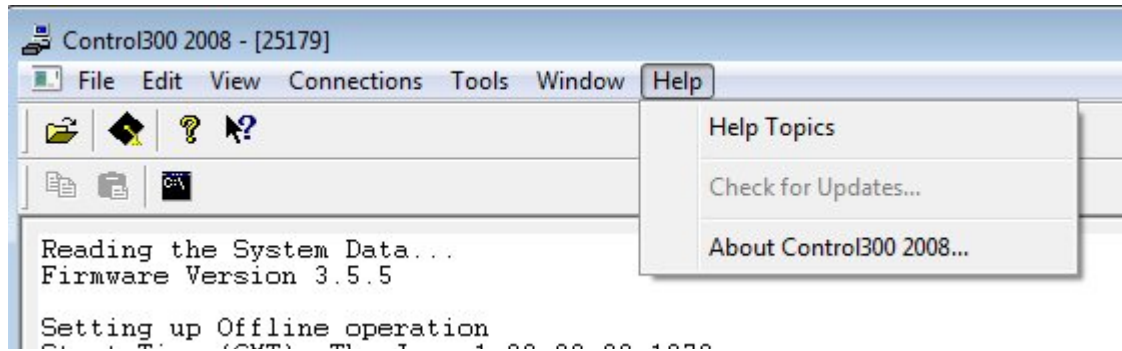 Control300 2008 - [25179]
File Edit View Connections Tools Window Help
Help Topics
Check for Updates...
About Control300 2008...
Reading the System Data...
Firmware Version 3.5.5
Setting up Offline operation